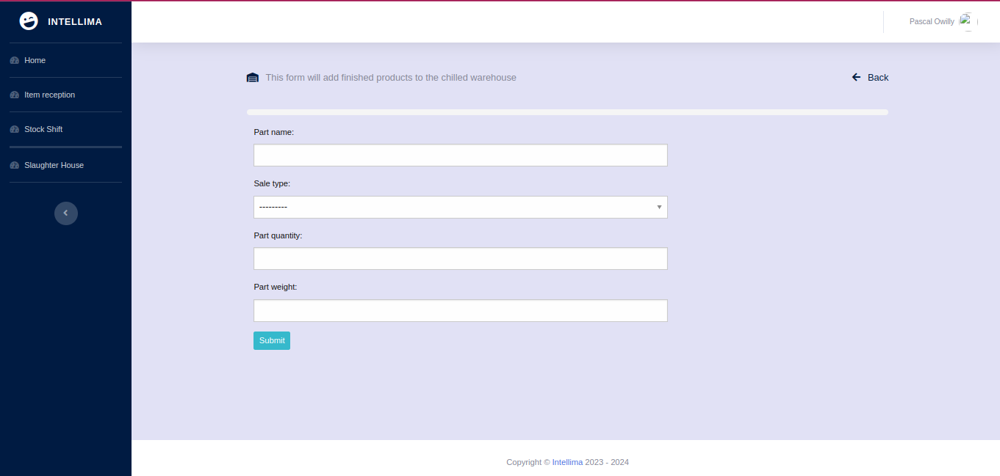 INTELLIMA
Pascal Owilly
Home
Item reception
Stock Shift
Slaughter House
This form will add finished products to the chilled warehouse
Back
Part name:
Sale type:
---------
Part quantity:
Part weight:
Submit
Copyright © Intellima 2023 - 2024